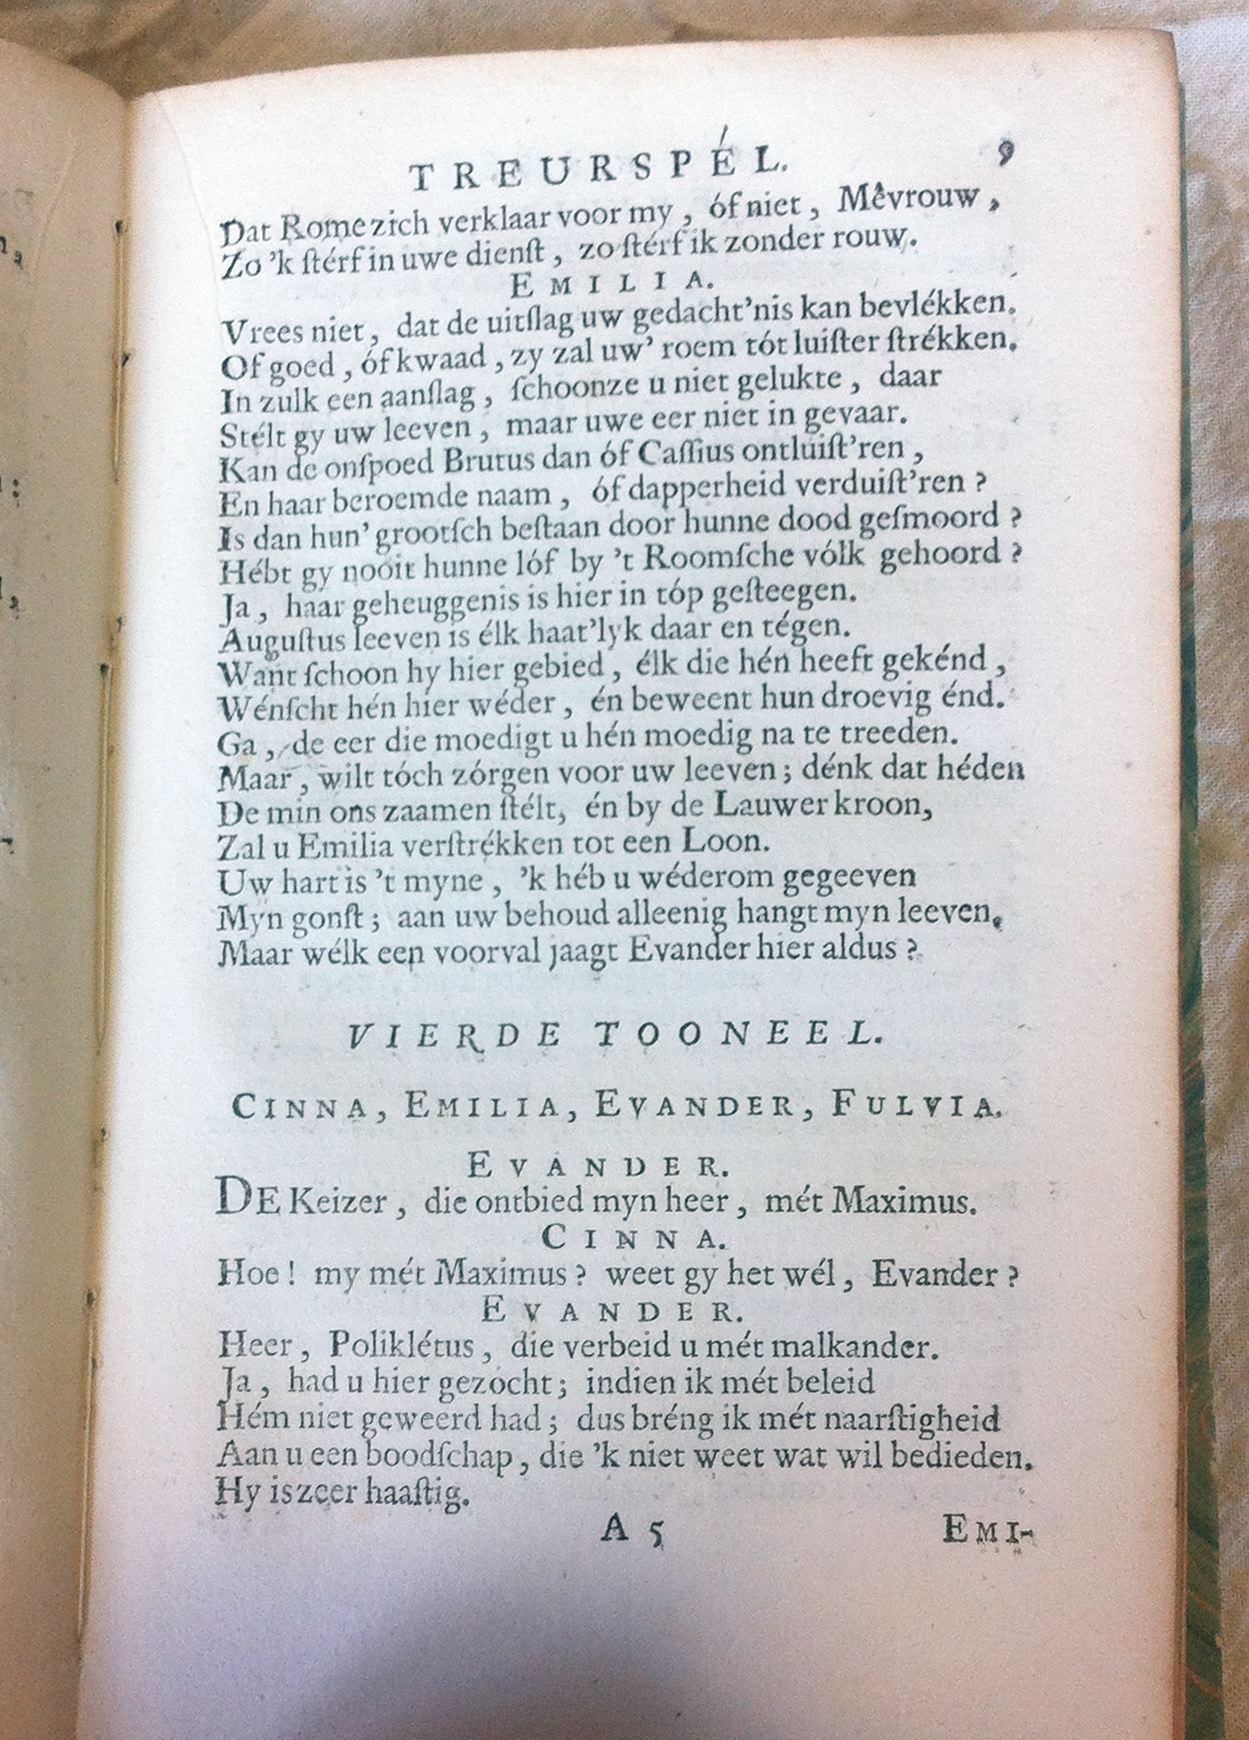 TREURSPÉL. 9
Dat Rome zich verklaar voor my, óf niet, Mêvrouw,
Zo 'k ſtérf in uwe dienſt, zo ſtérf ik zonder rouw.
EMILIA.
Vrees niet, dat de uitſlag uw gedacht'nis kan bevlékken.
Of goed, óf kwaad, zy zal uw' roem tót luiſter ſtrékken.
In zulk een aanſlag, ſchoonze u niet gelukte, daar
Stélt gy uw leeven, maar uwe eer niet in gevaar.
Kan de onſpoed Brutus dan óf Caſſius ontluiſt'ren,
En haar beroemde naam, óf dapperheid verduiſt'ren?
Is dan hun' grootſch beſtaan door hunne dood geſmoord?
Hébt gy nooit hunne lóf by 't Roomſche vólk gehoord?
Ja, haar geheuggenis is hier in tóp geſteegen.
Auguſtus leeven is élk haat'lyk daar en tégen.
Want ſchoon hy hier gebied, élk die hén heeft gekénd,
Wénſcht hén hier wéder, én beweent hun droevig énd.
Ga, de eer die moedigt u hén moedig na te treeden.
Maar, wilt tóch zórgen voor uw leeven; dénk dat héden
De min ons zaamen ſtélt, én by de Lauwerkroon,
Zal u Emilia verſtrékken tot een Loon.
Uw hart is 't myne, 'k héb u wéderom gegeeven
Myn gonſt; aan uw behoud alleenig hangt myn leeven.
Maar wélk een voorval jaagt Evander hier aldus?
VIERDE TOONEEL.
CINNA, EMILIA, EVANDER, FULVIA.
EVANDER.
DE Keizer, die ontbied myn heer, mét Maximus.
CINNA.
Hoe! my mét Maximus? weet gy het wél, Evander?
EVANDER.
Heer, Poliklétus, die verbeid u mét malkander.
Ja, had u hier gezocht; indien ik mét beleid
Hém niet geweerd had; dus bréng ik mét naarſtigheid
Aan u een boodſchap, die 'k niet weet wat wil bedieden.
Hy is zeer haaſtig.
A 5 EMI-